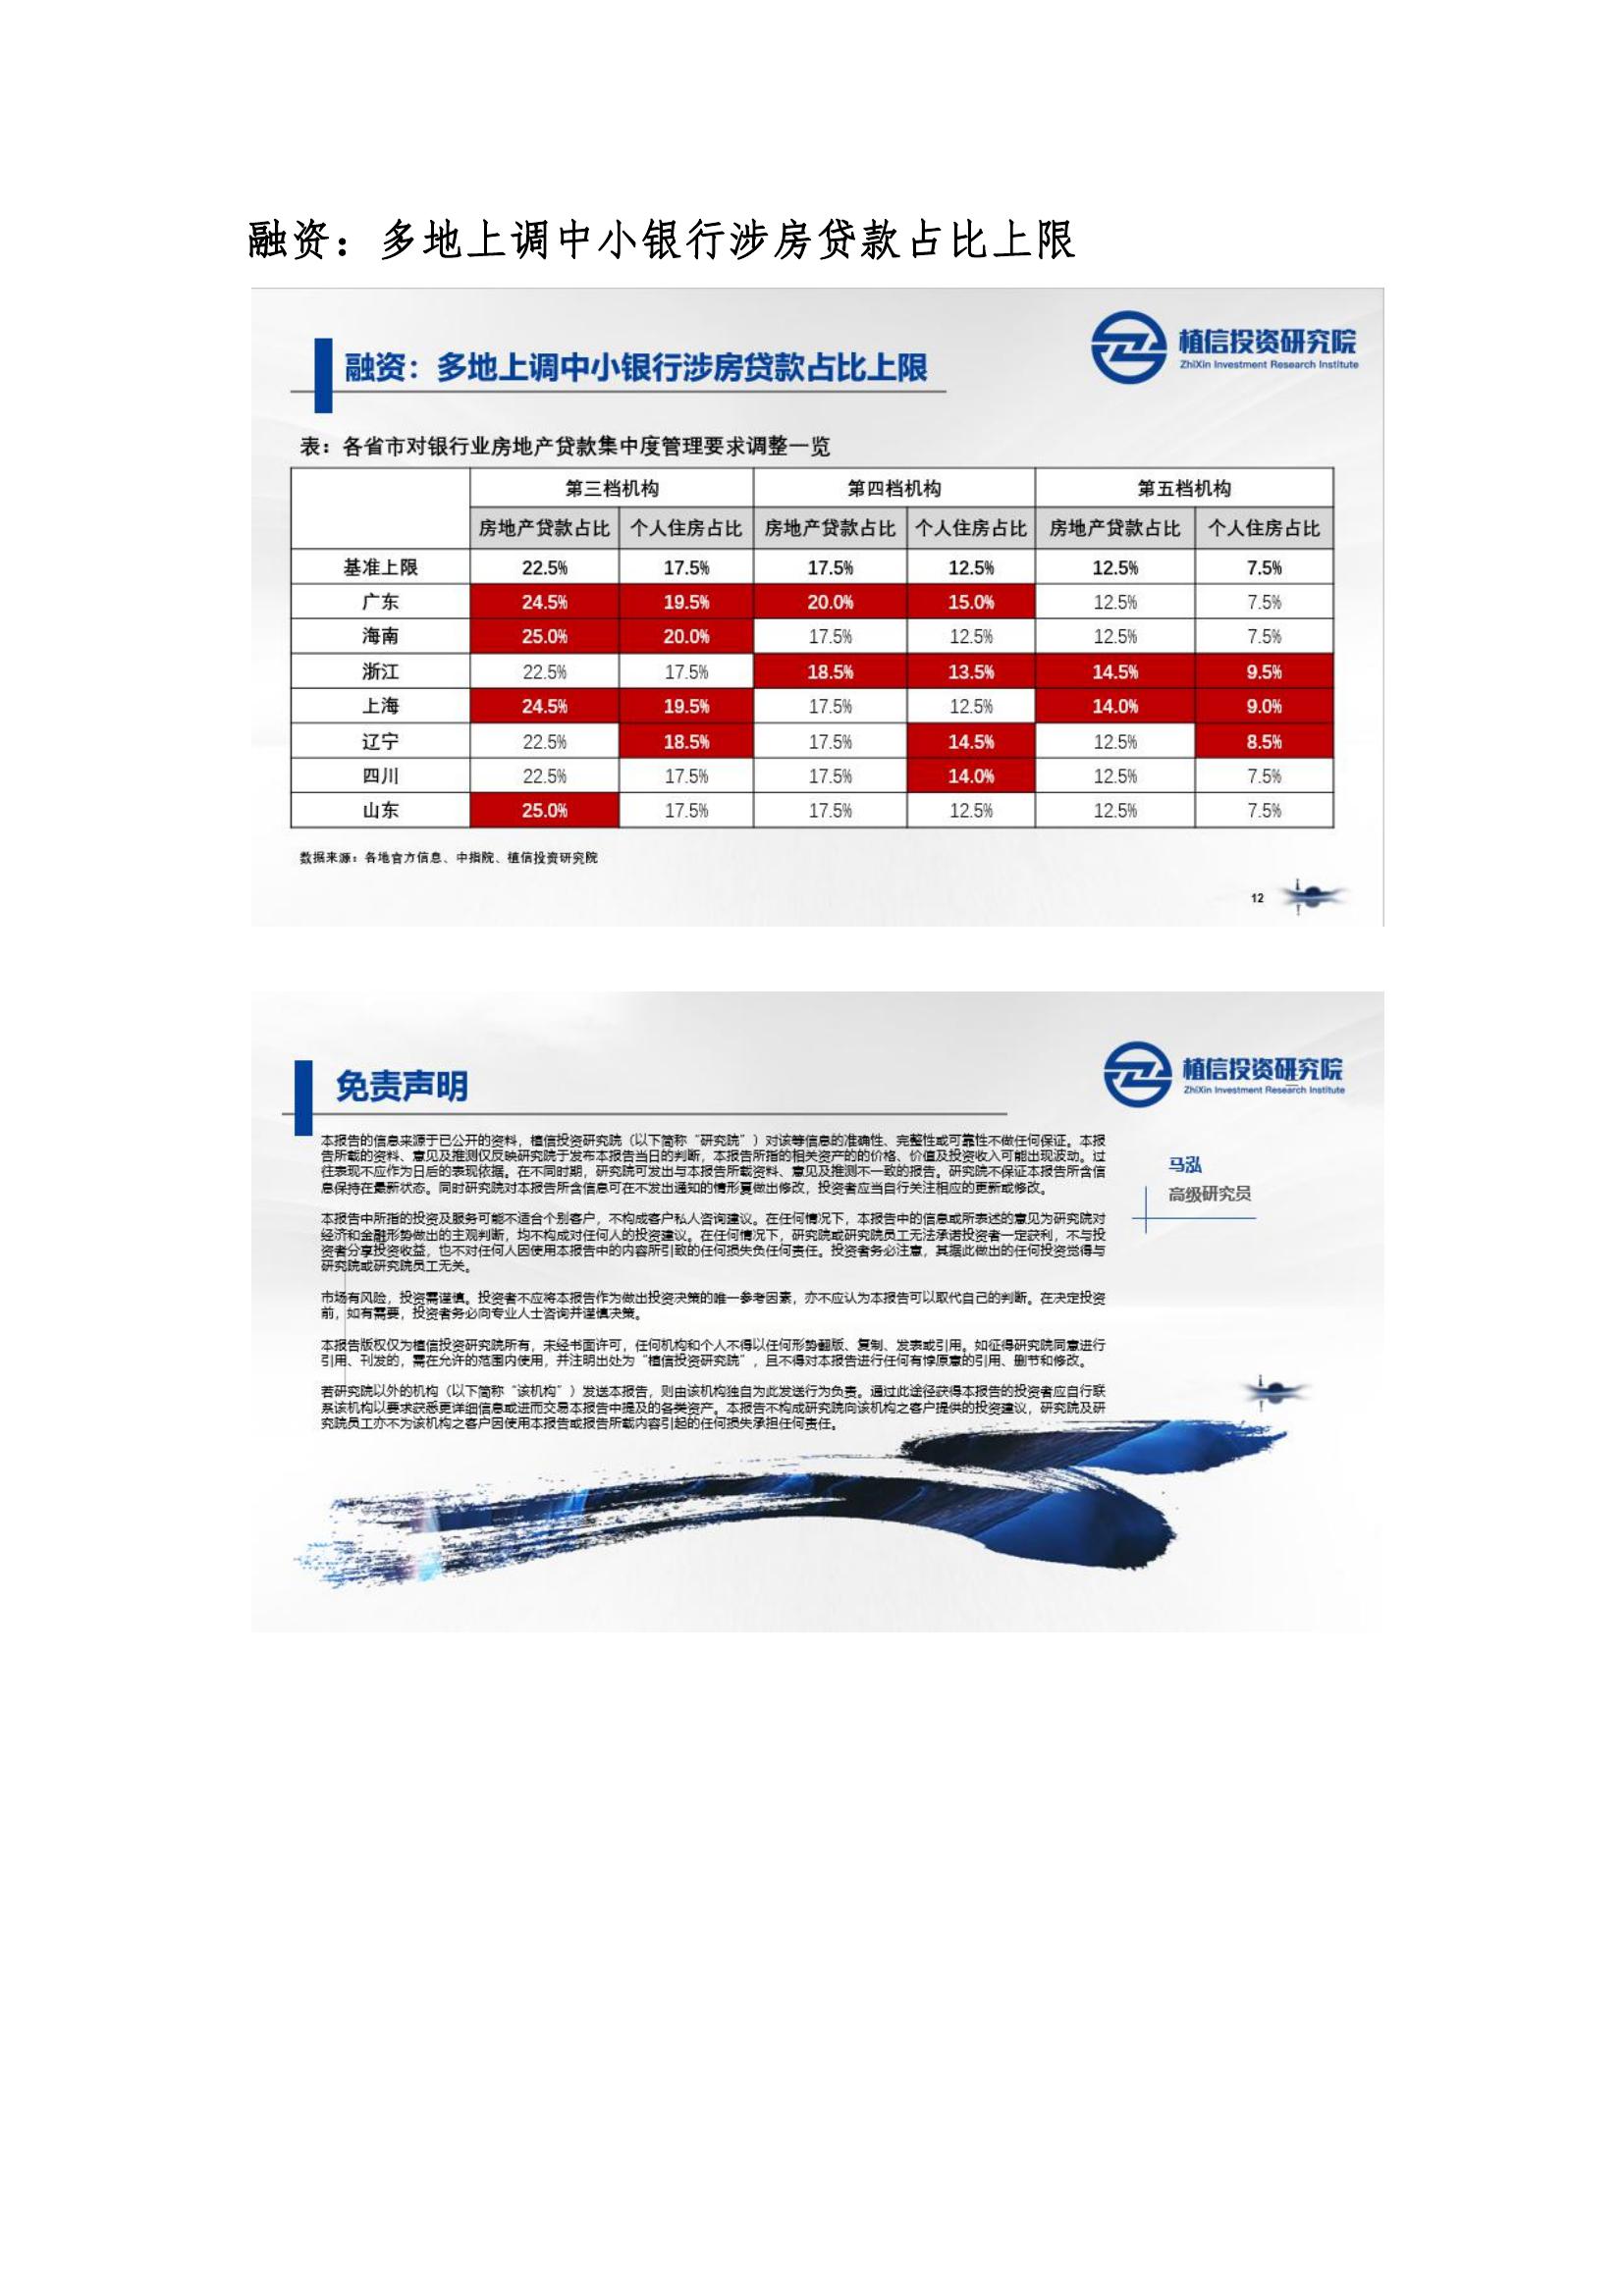 融资：多地上调中小银行涉房贷款占比上限
植信投资研究院
ZhiXin Investment Research Institute
融资：多地上调中小银行涉房贷款占比上限
表：各省市对银行业房地产贷款集中度管理要求调整一览
第三档机构 第四档机构 第五档机构
房地产贷款占比 个人住房占比 房地产贷款占比 个人住房占比 房地产贷款占比 个人住房占比
基准上限 22.5% 17.5% 17.5% 12.5% 12.5% 7.5%
广东 24.5% 19.5% 20.0% 15.0% 12.5% 7.5%
海南 25.0% 20.0% 17.5% 12.5% 12.5% 7.5%
浙江 22.5% 17.5% 18.5% 13.5% 14.5% 9.5%
上海 24.5% 19.5% 17.5% 12.5% 14.0% 9.0%
辽宁 22.5% 18.5% 17.5% 14.5% 12.5% 8.5%
四川 22.5% 17.5% 17.5% 14.0% 12.5% 7.5%
山东 25.0% 17.5% 17.5% 12.5% 12.5% 7.5%
数据来源：各地官方信息、中指院、植信投资研究院
12
植信投资研究院
ZhiXin Investment Research Institute
免责声明
本报告的信息来源于已公开的资料，植信投资研究院（以下简称“研究院”）对该等信息的准确性、完整性或可靠性不做任何保证。本报
告所载的资料、意见及推测仅反映研究院于发布本报告当日的判断，本报告所指的相关资产的的价格、价值及投资收入可能出现波动。过
往表现不应作为日后的表现依据。在不同时期，研究院可发出与本报告所载资料、意见及推测不一致的报告。研究院不保证本报告所含信
息保持在最新状态。同时研究院对本报告所含信息可在不发出通知的情形夏做出修改，投资者应当自行关注相应的更新或修改。
本报告中所指的投资及服务可能不适合个别客户，不构成客户私人咨询建议。在任何情况下，本报告中的信息或所表述的意见为研究院对
经济和金融形势做出的主观判断，均不构成对任何人的投资建议。在任何情况下，研究院或研究院员工无法承诺投资者一定获利，不与投
资者分享投资收益，也不对任何人因使用本报告中的内容所引致的任何损失负任何责任。投资者务必注意，其据此做出的任何投资觉得与
研究院或研究院员工无关。
市场有风险，投资需谨慎。投资者不应将本报告作为做出投资决策的唯一参考因素，亦不应认为本报告可以取代自己的判断。在决定投资
前，如有需要，投资者务必向专业人士咨询并谨慎决策。
本报告版权仅为植信投资研究院所有，未经书面许可，任何机构和个人不得以任何形势翻版、复制、发表或引用。如征得研究院同意进行
引用、刊发的，需在允许的范围内使用，并注明出处为“植信投资研究院”，且不得对本报告进行任何有悖原意的引用、删节和修改。
若研究院以外的机构（以下简称“该机构”）发送本报告，则由该机构独自为此发送行为负责。通过此途径获得本报告的投资者应自行联
系该机构以要求获悉更详细信息或进而交易本报告中提及的各类资产。本报告不构成研究院向该机构之客户提供的投资建议，研究院及研
究院员工亦不为该机构之客户因使用本报告或报告所载内容引起的任何损失承担任何责任。
马泓
高级研究员